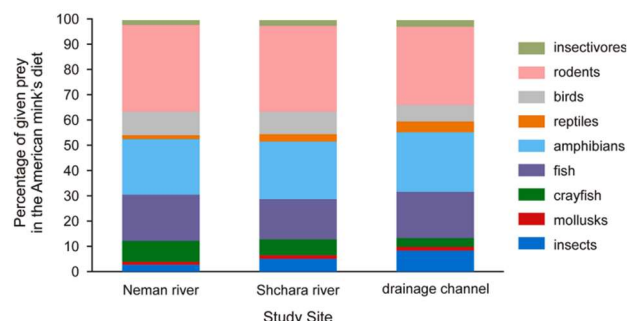 Percentage of given prey
in the American mink's diet
100
90
80
70
60
50
40
30
20
10
0
Neman river
Shchara river
drainage channel
Study Site
insectivores
rodents
birds
reptiles
amphibians
fish
crayfish
mollusks
insects